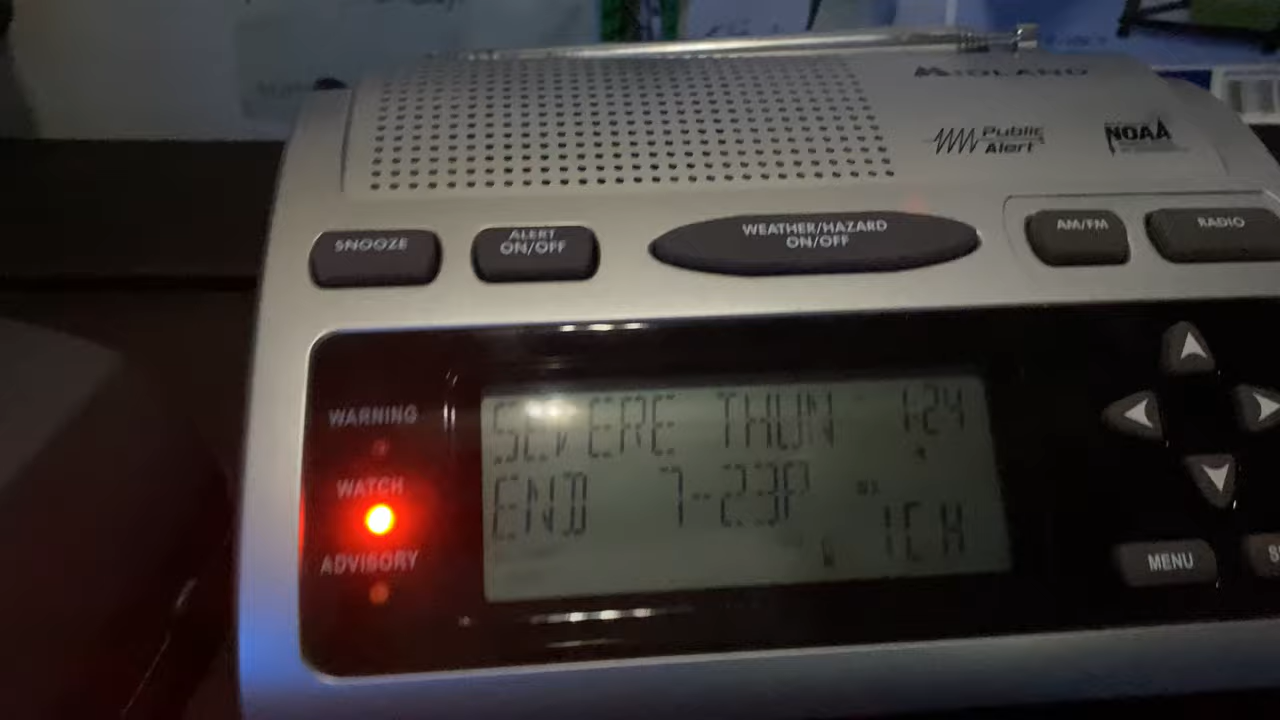 MIDLAND
Public Alert
NOAA
SNOOZE
ALERT ON/OFF
WEATHER/HAZARD ON/OFF
AM/FM
RADIO
WARNING
WATCH
ADVISORY
SEVERE THUN 1:24
END 7-23P
1CH
MENU
S